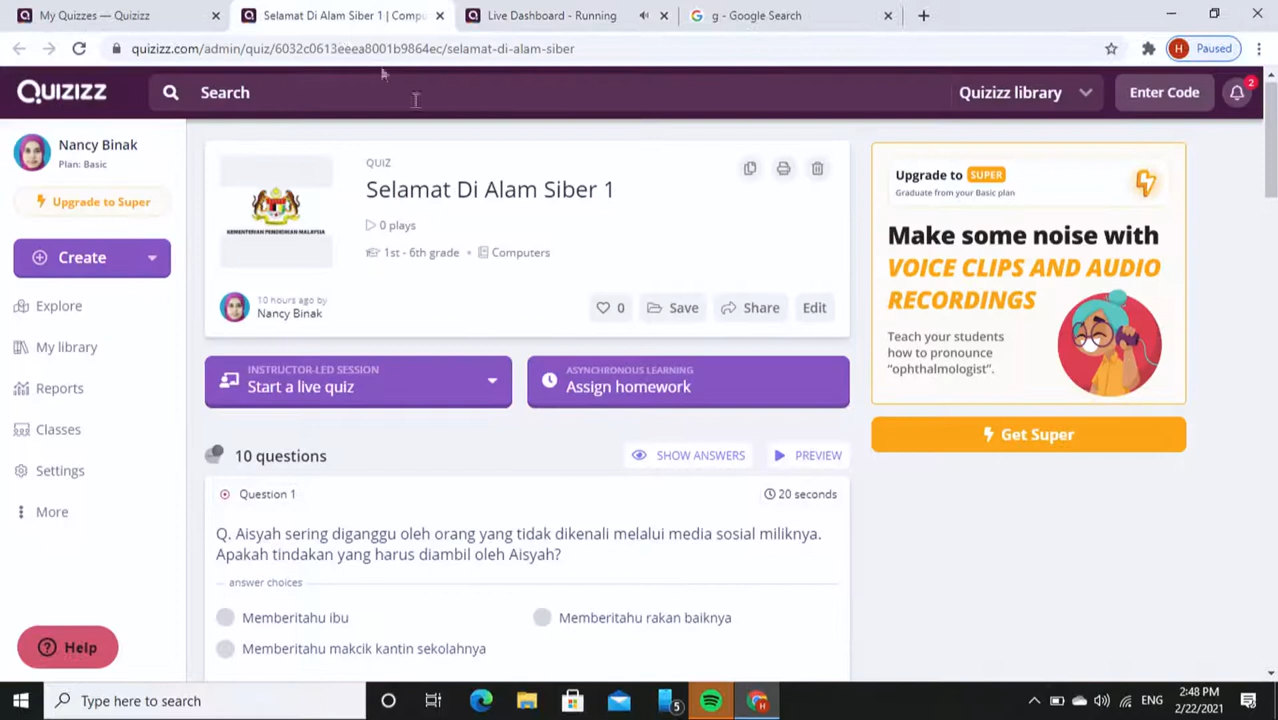 My Quizzes — Quizizz
Selamat Di Alam Siber 1 | Compu
Live Dashboard - Running
g - Google Search
quizizz.com/admin/quiz/6032c0613eeea8001b9864ec/selamat-di-alam-siber
H Paused
QUIZIZZ
Search
Quizizz library
Enter Code
2
Nancy Binak
Plan: Basic
Upgrade to Super
Create
Explore
My library
Reports
Classes
Settings
More
Help
KEMENTERIAN PENDIDIKAN MALAYSIA
QUIZ
Selamat Di Alam Siber 1
0 plays
1st - 6th grade • Computers
10 hours ago by
Nancy Binak
0
Save
Share
Edit
INSTRUCTOR-LED SESSION
Start a live quiz
ASYNCHRONOUS LEARNING
Assign homework
10 questions
SHOW ANSWERS
PREVIEW
Question 1
20 seconds
Q. Aisyah sering diganggu oleh orang yang tidak dikenali melalui media sosial miliknya.
Apakah tindakan yang harus diambil oleh Aisyah?
answer choices
Memberitahu ibu
Memberitahu rakan baiknya
Memberitahu makcik kantin sekolahnya
Upgrade to SUPER
Graduate from your Basic plan
Make some noise with
VOICE CLIPS AND AUDIO
RECORDINGS
Teach your students
how to pronounce
“ophthalmologist”.
Get Super
Type here to search
5
H
ENG
2:48 PM
2/22/2021